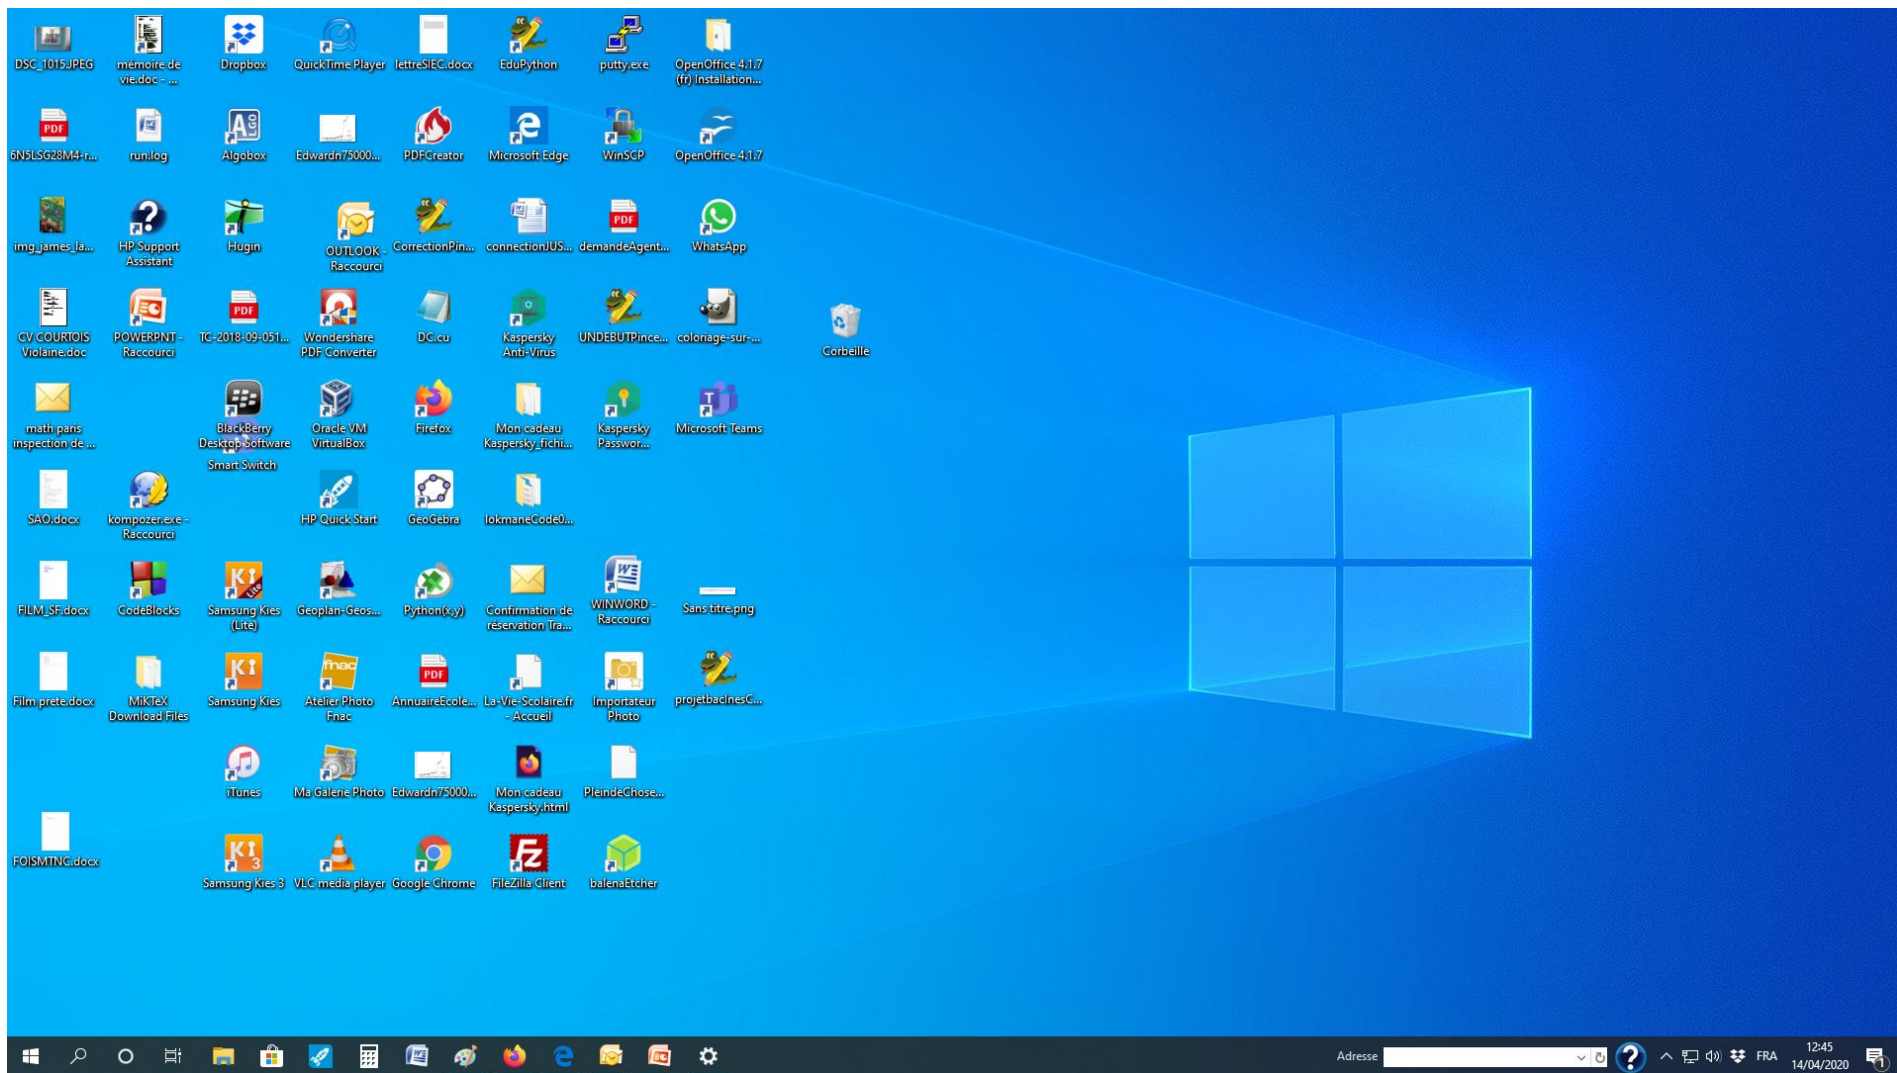 DSC_1015.JPEG
mémoire de
vie.doc - ...
Dropbox
QuickTime Player
lettreSIEC.docx
EduPython
putty.exe
OpenOffice 4.1.7
(fr) Installation...
PDF
6N5LSG28M4-r...
run.log
ALGO
Algobox
Edwardn75000...
PDFCreator
Microsoft Edge
WinSCP
OpenOffice 4.1.7
img_james_la...
HP Support
Assistant
Hugin
OUTLOOK -
Raccourci
CorrectionPin...
connectionJUS...
PDF
demandeAgent...
WhatsApp
CV COURTOIS
Violaine.doc
POWERPNT -
Raccourci
PDF
TC-2018-09-051...
Wondershare
PDF Converter
DC.cu
Kaspersky
Anti-Virus
UNDEBUTPince...
coloriage-sur-...
Corbeille
math paris
inspection de ...
BlackBerry
Desktop Software
Smart Switch
Oracle VM
VirtualBox
Firefox
Mon cadeau
Kaspersky_fichi...
Kaspersky
Passwor...
Microsoft Teams
SAO.docx
kompozer.exe -
Raccourci
HP Quick Start
GeoGebra
lokmaneCode0...
FILM_SF.docx
CodeBlocks
Samsung Kies
(Lite)
Geoplan-Geos...
Python(x,y)
Confirmation de
réservation Tra...
WINWORD -
Raccourci
Sans titre.png
Film prete.docx
MiKTeX
Download Files
Samsung Kies
fnac
Atelier Photo
Fnac
PDF
AnnuaireEcole...
La-Vie-Scolaire.fr
- Accueil
Importateur
Photo
projetbacInesC...
iTunes
Ma Galerie Photo
Edwardn75000...
Mon cadeau
Kaspersky.html
PleindeChose...
FOISMTNC.docx
Samsung Kies 3
VLC media player
Google Chrome
FileZilla Client
balenaEtcher
Adresse
FRA
12:45
14/04/2020
1